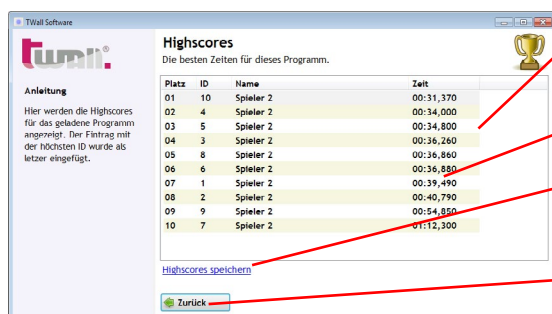 TWall Software
twall®
Highscores
Die besten Zeiten für dieses Programm.
Anleitung
Hier werden die Highscores
für das geladene Programm
angezeigt. Der Eintrag mit
der höchsten ID wurde als
letzer eingefügt.
Platz ID Name Zeit
01 10 Spieler 2 00:31,370
02 4 Spieler 2 00:34,000
03 5 Spieler 2 00:34,800
04 3 Spieler 2 00:36,260
05 8 Spieler 2 00:36,860
06 6 Spieler 2 00:36,880
07 1 Spieler 2 00:39,490
08 2 Spieler 2 00:40,790
09 9 Spieler 2 00:54,850
10 7 Spieler 2 01:12,300
Highscores speichern
Zurück